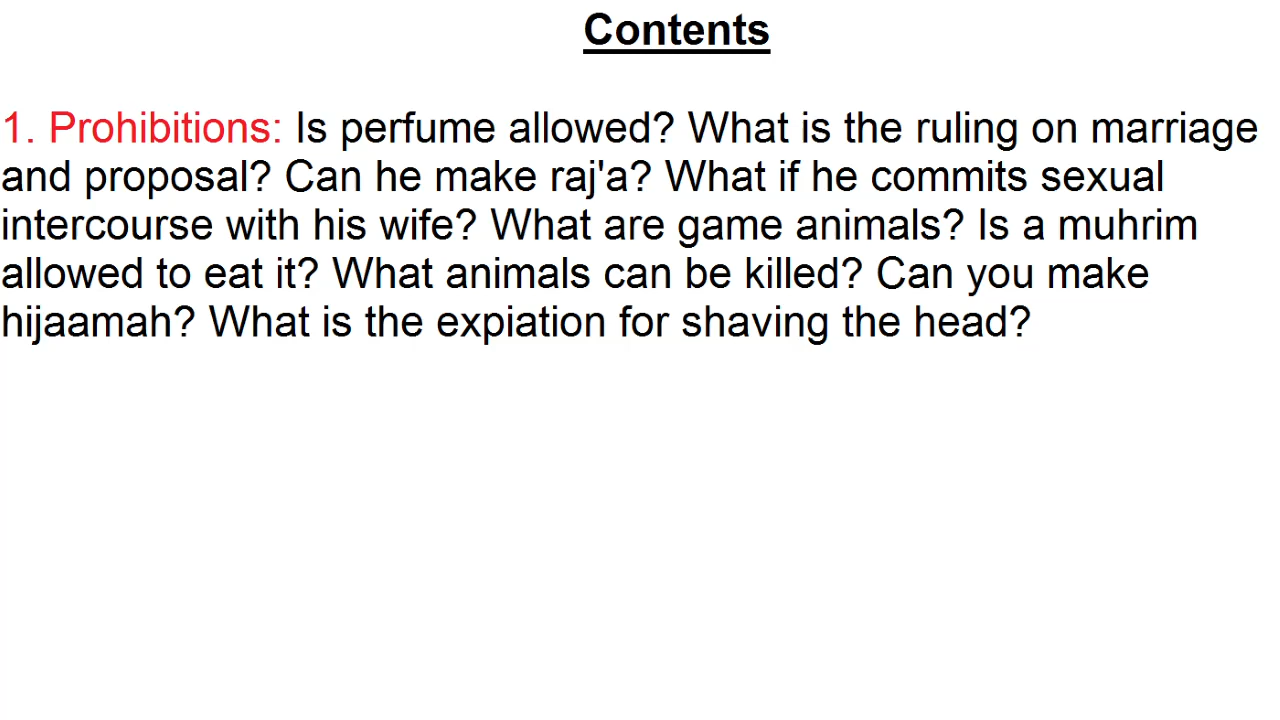 Contents
1. Prohibitions: Is perfume allowed? What is the ruling on marriage
and proposal? Can he make raj'a? What if he commits sexual
intercourse with his wife? What are game animals? Is a muhrim
allowed to eat it? What animals can be killed? Can you make
hijaamah? What is the expiation for shaving the head?